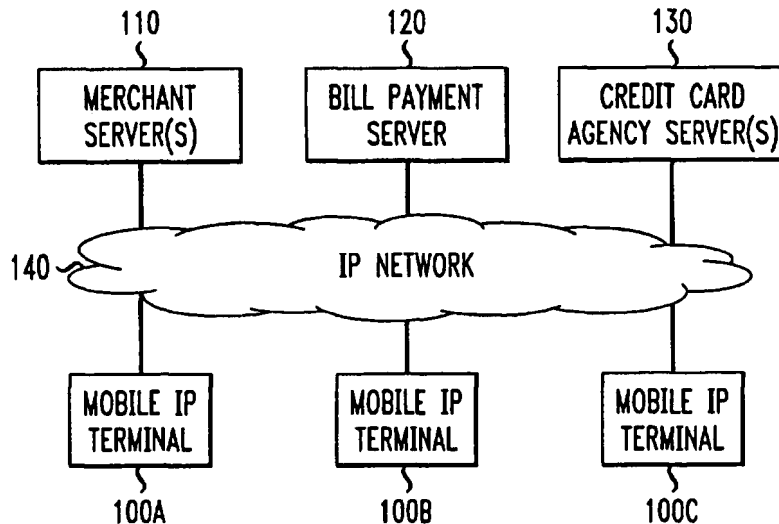 110
120
130
MERCHANT
SERVER(S)
BILL PAYMENT
SERVER
CREDIT CARD
AGENCY SERVER(S)
140
IP NETWORK
MOBILE IP
TERMINAL
MOBILE IP
TERMINAL
MOBILE IP
TERMINAL
100A
100B
100C